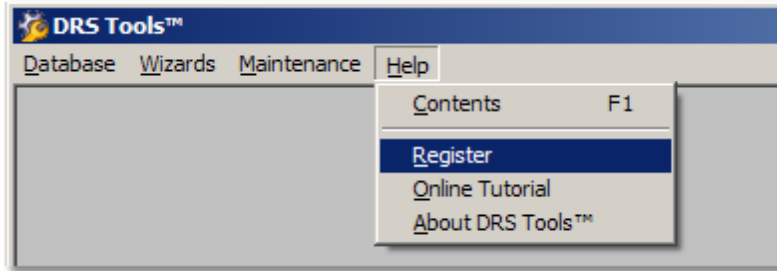 DRS Tools™
Database Wizards Maintenance Help
Contents F1
Register
Online Tutorial
About DRS Tools™